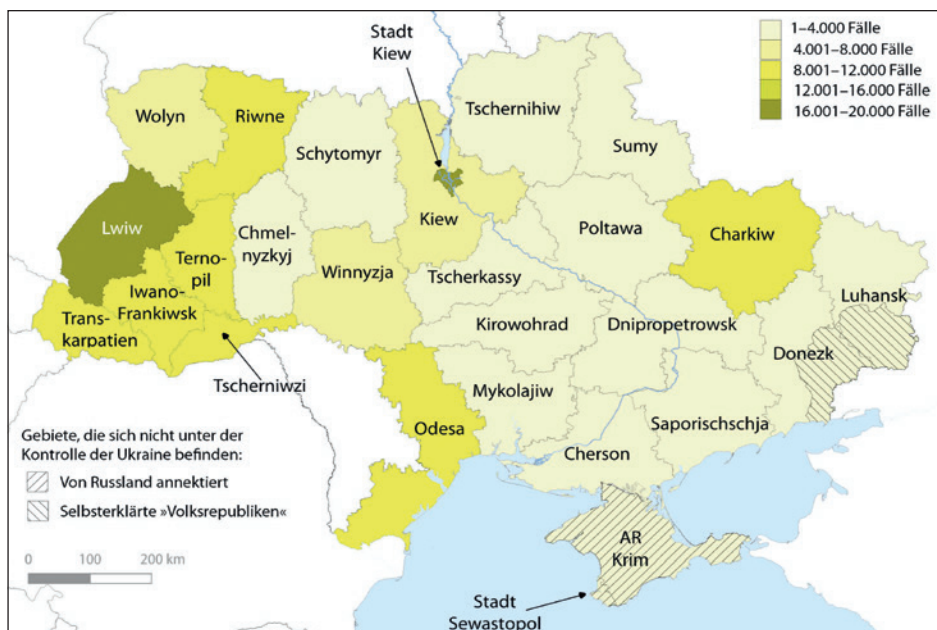 Stadt
Kiew
1–4.000 Fälle
4.001–8.000 Fälle
8.001–12.000 Fälle
12.001–16.000 Fälle
16.001–20.000 Fälle
Wolyn
Riwne
Schytomyr
Tschernihiw
Sumy
Kiew
Lwiw
Terno-
pil
Chmel-
nyzkyj
Winnyzja
Tscherkassy
Poltawa
Charkiw
Luhansk
Iwano-
Frankiwsk
Trans-
karpatien
Tscherniwzi
Kirowohrad
Dnipropetrowsk
Donezk
Mykolajiw
Odesa
Saporischschja
Cherson
Gebiete, die sich nicht unter der
Kontrolle der Ukraine befinden:
Von Russland annektiert
Selbsterklärte »Volksrepubliken«
0 100 200 km
AR
Krim
Stadt
Sewastopol